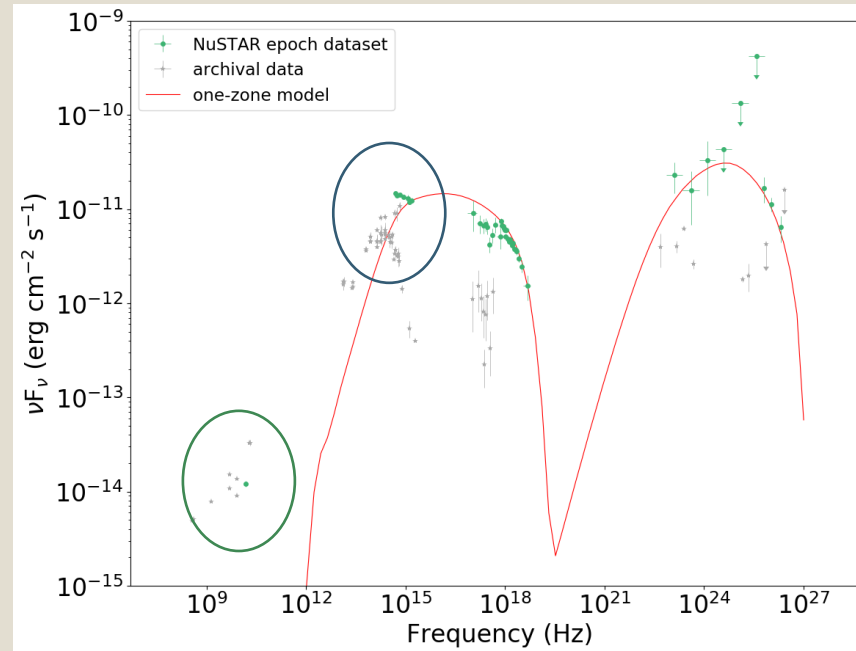 10⁻⁹
NuSTAR epoch dataset
archival data
one-zone model
10⁻¹⁰
10⁻¹¹
10⁻¹²
10⁻¹³
10⁻¹⁴
10⁻¹⁵
νFν (erg cm⁻² s⁻¹)
10⁹ 10¹² 10¹⁵ 10¹⁸ 10²¹ 10²⁴ 10²⁷
Frequency (Hz)